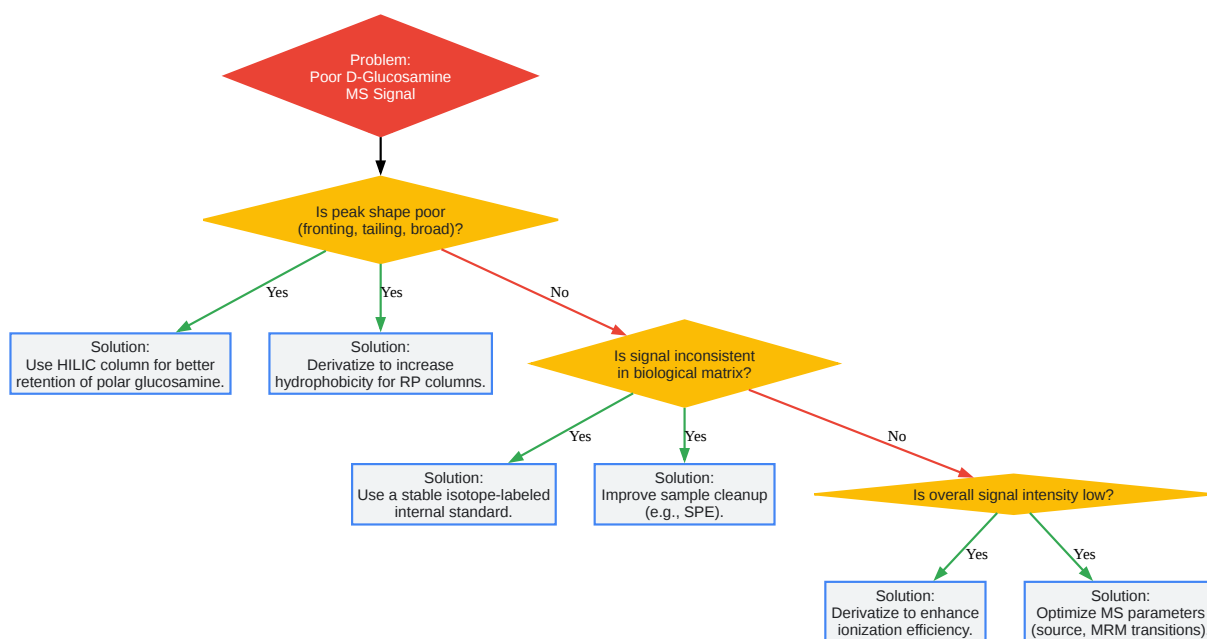 Problem:
Poor D-Glucosamine
MS Signal
Is peak shape poor
(fronting, tailing, broad)?
Yes
Yes
No
Solution:
Use HILIC column for better
retention of polar glucosamine.
Solution:
Derivatize to increase
hydrophobicity for RP columns.
Is signal inconsistent
in biological matrix?
Yes
Yes
No
Solution:
Use a stable isotope-labeled
internal standard.
Solution:
Improve sample cleanup
(e.g., SPE).
Is overall signal intensity low?
Yes
Yes
Solution:
Derivatize to enhance
ionization efficiency.
Solution:
Optimize MS parameters
(source, MRM transitions)